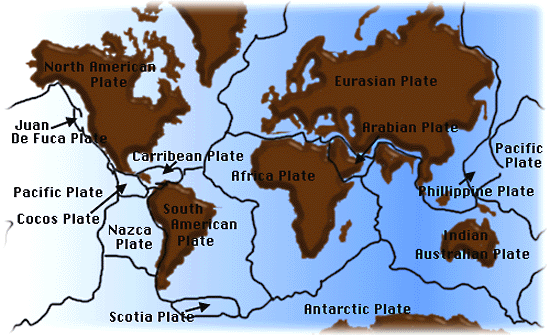 North American
Plate
Eurasian Plate
Juan
De Fuca Plate
Arabian Plate
Carribean Plate
Pacific
Plate
Africa Plate
Pacific Plate
Phillippine Plate
Cocos Plate
South
American
Plate
Nazca
Plate
Indian
Australian Plate
Scotia Plate
Antarctic Plate